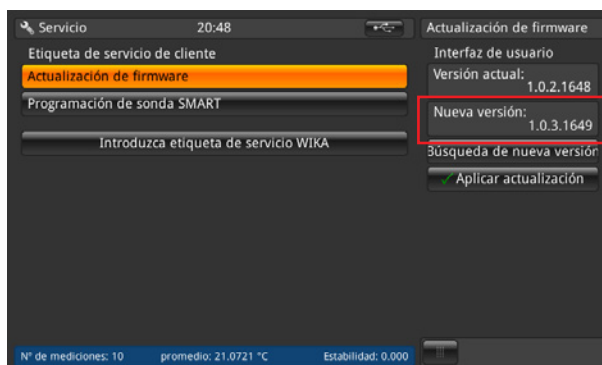 Servicio
20:48
Actualización de firmware
Etiqueta de servicio de cliente
Actualización de firmware
Programación de sonda SMART
Introduzca etiqueta de servicio WIKA
Interfaz de usuario
Versión actual:
1.0.2.1648
Nueva versión:
1.0.3.1649
Búsqueda de nueva versión
Aplicar actualización
Nº de mediciones: 10
promedio: 21.0721 °C
Estabilidad: 0.000